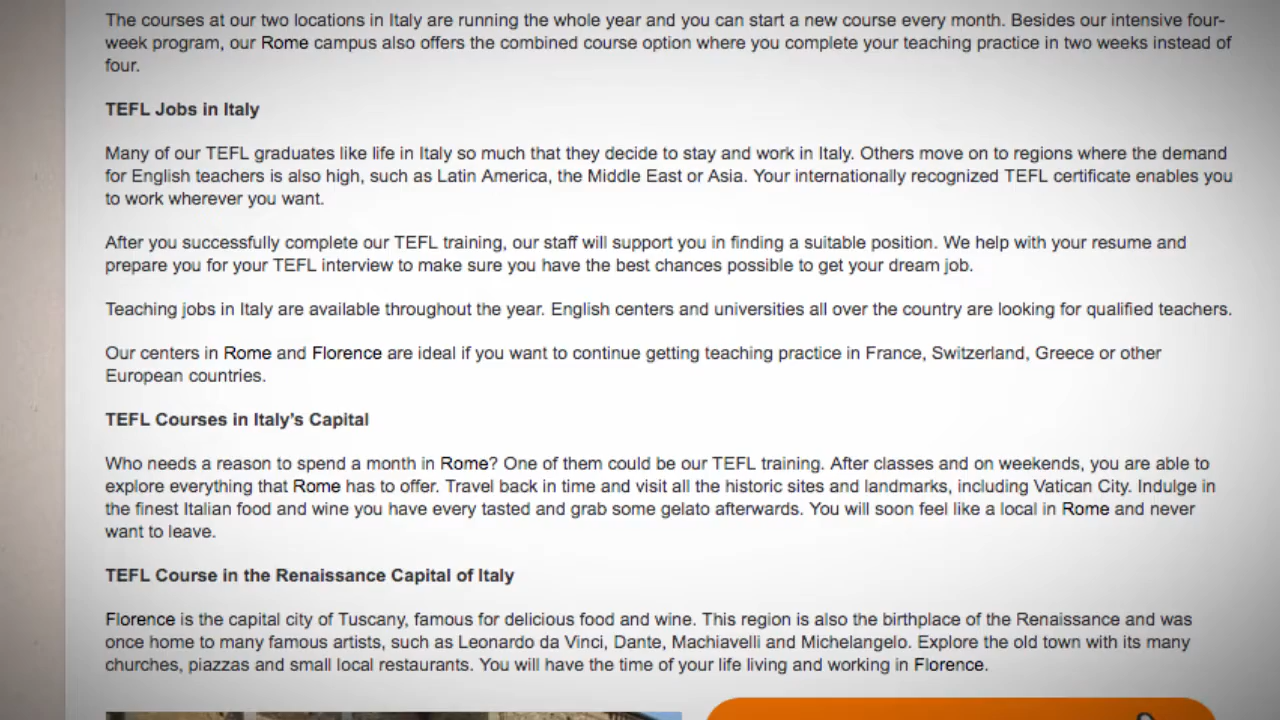 The courses at our two locations in Italy are running the whole year and you can start a new course every month. Besides our intensive four-
week program, our Rome campus also offers the combined course option where you complete your teaching practice in two weeks instead of
four.
TEFL Jobs in Italy
Many of our TEFL graduates like life in Italy so much that they decide to stay and work in Italy. Others move on to regions where the demand
for English teachers is also high, such as Latin America, the Middle East or Asia. Your internationally recognized TEFL certificate enables you
to work wherever you want.
After you successfully complete our TEFL training, our staff will support you in finding a suitable position. We help with your resume and
prepare you for your TEFL interview to make sure you have the best chances possible to get your dream job.
Teaching jobs in Italy are available throughout the year. English centers and universities all over the country are looking for qualified teachers.
Our centers in Rome and Florence are ideal if you want to continue getting teaching practice in France, Switzerland, Greece or other
European countries.
TEFL Courses in Italy's Capital
Who needs a reason to spend a month in Rome? One of them could be our TEFL training. After classes and on weekends, you are able to
explore everything that Rome has to offer. Travel back in time and visit all the historic sites and landmarks, including Vatican City. Indulge in
the finest Italian food and wine you have every tasted and grab some gelato afterwards. You will soon feel like a local in Rome and never
want to leave.
TEFL Course in the Renaissance Capital of Italy
Florence is the capital city of Tuscany, famous for delicious food and wine. This region is also the birthplace of the Renaissance and was
once home to many famous artists, such as Leonardo da Vinci, Dante, Machiavelli and Michelangelo. Explore the old town with its many
churches, piazzas and small local restaurants. You will have the time of your life living and working in Florence.